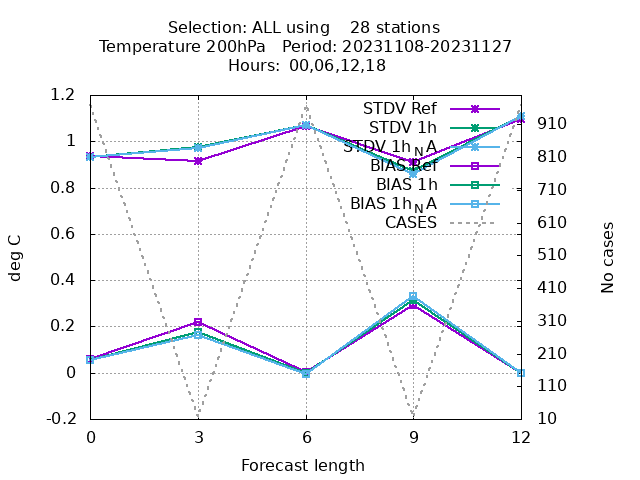 Selection: ALL using    28 stations
Temperature 200hPa   Period: 20231108-20231127
Hours:  00,06,12,18
1.2
1
0.8
0.6
0.4
0.2
0
-0.2
deg C
STDV Ref
STDV 1h
STDV 1h_NA
BIAS Ref
BIAS 1h
BIAS 1h_NA
CASES
910
810
710
610
510
410
310
210
110
10
No cases
0 3 6 9 12
Forecast length